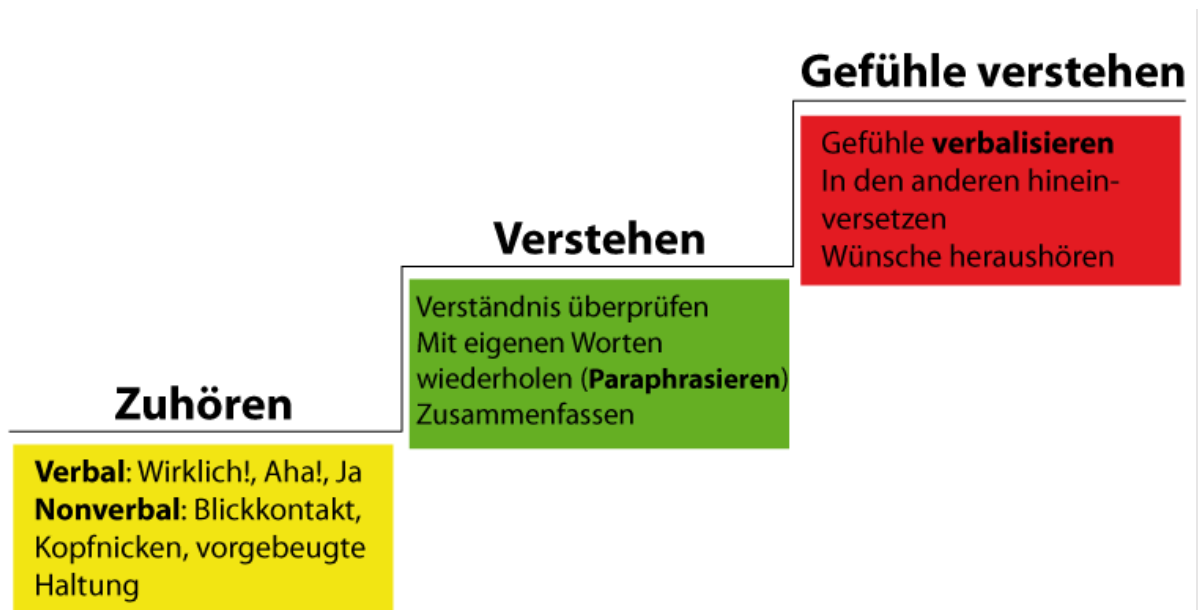 Zuhören
Verbal: Wirklich!, Aha!, Ja
Nonverbal: Blickkontakt,
Kopfnicken, vorgebeugte
Haltung
Verstehen
Verständnis überprüfen
Mit eigenen Worten
wiederholen (Paraphrasieren)
Zusammenfassen
Gefühle verstehen
Gefühle verbalisieren
In den anderen hinein-
versetzen
Wünsche heraushören